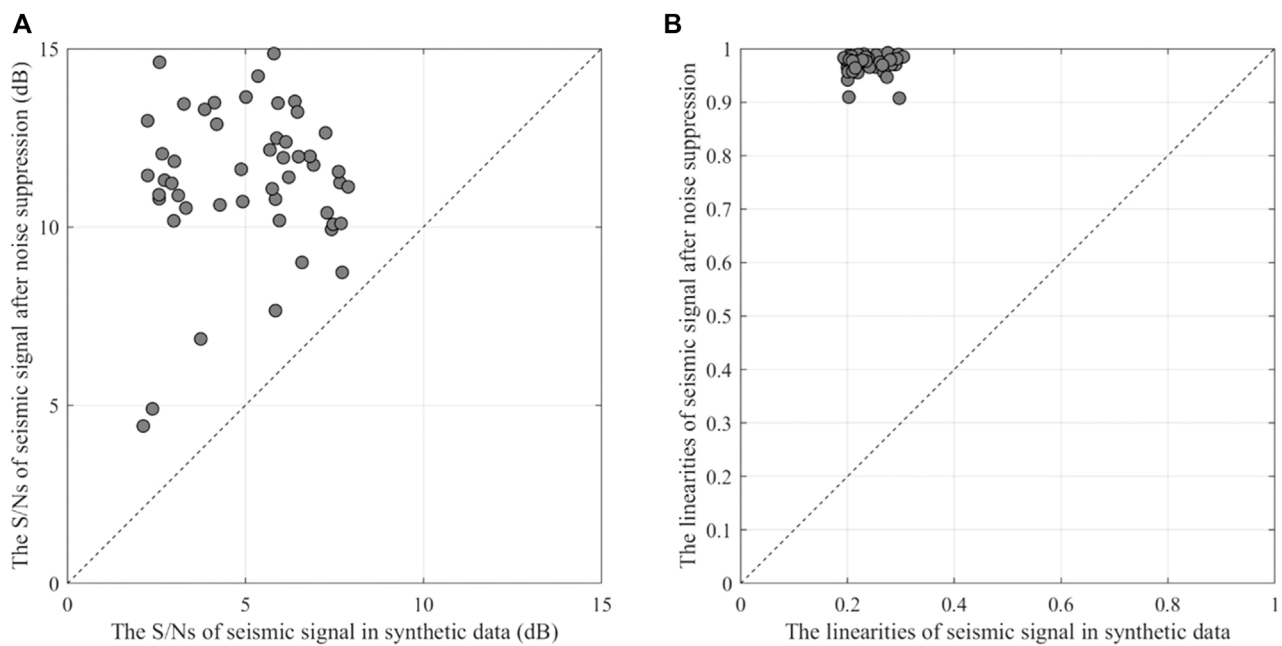 A
The S/Ns of seismic signal after noise suppression (dB)
15
10
5
0
0 5 10 15
The S/Ns of seismic signal in synthetic data (dB)
B
The linearities of seismic signal after noise suppression
1
0.9
0.8
0.7
0.6
0.5
0.4
0.3
0.2
0.1
0
0 0.2 0.4 0.6 0.8 1
The linearities of seismic signal in synthetic data